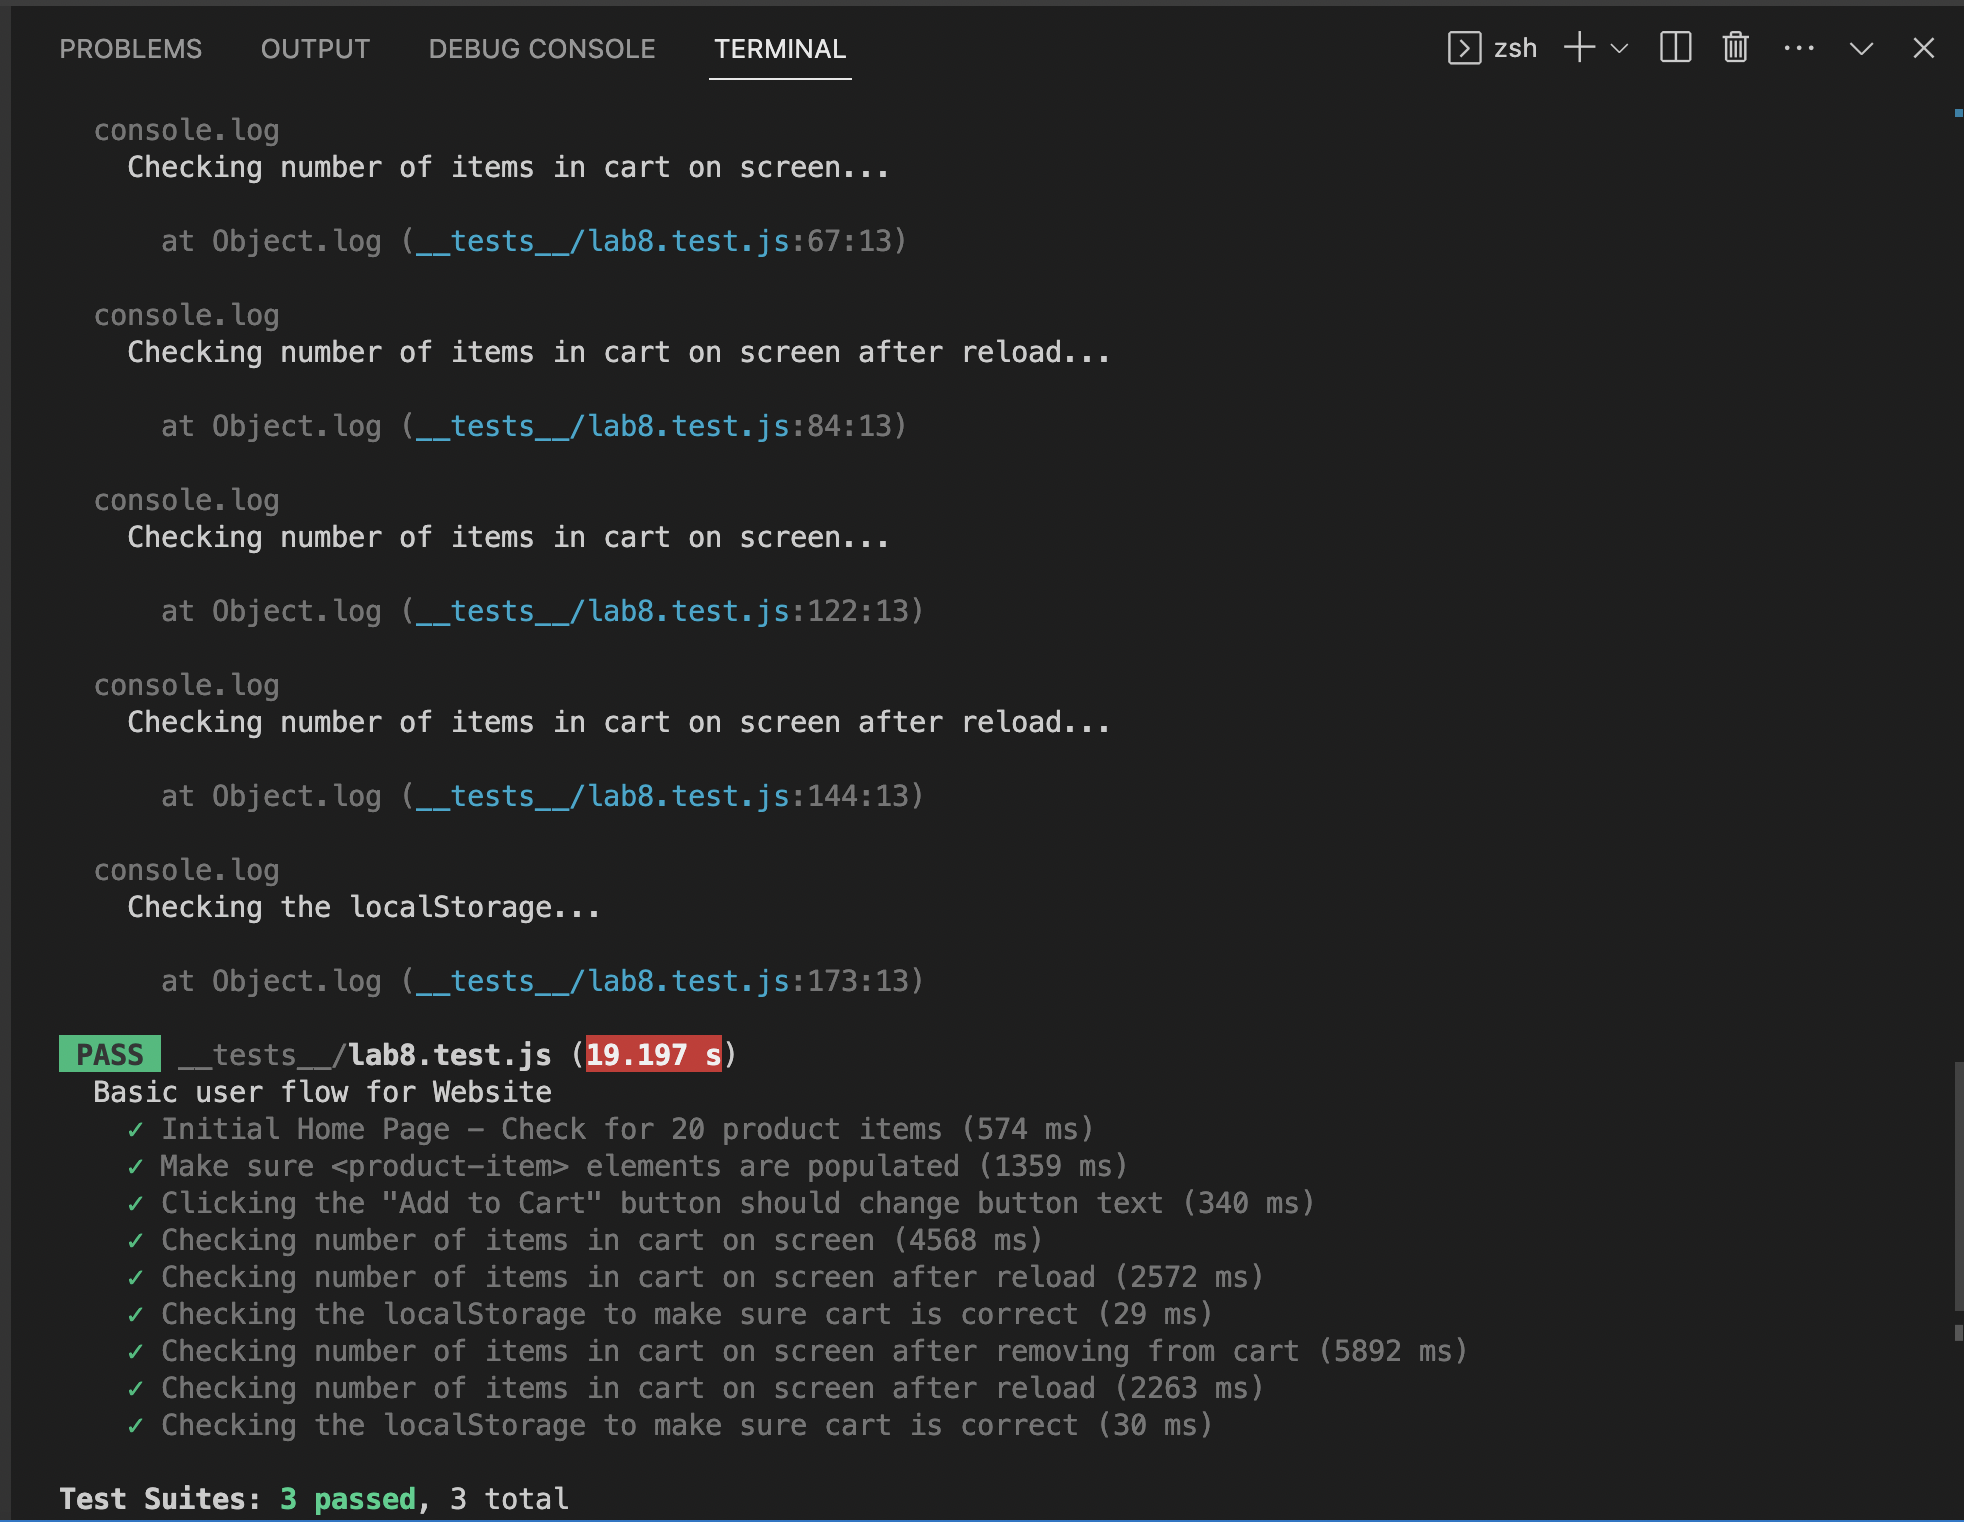 PROBLEMS OUTPUT DEBUG CONSOLE TERMINAL zsh
console.log
Checking number of items in cart on screen...
at Object.log (__tests__/lab8.test.js:67:13)
console.log
Checking number of items in cart on screen after reload...
at Object.log (__tests__/lab8.test.js:84:13)
console.log
Checking number of items in cart on screen...
at Object.log (__tests__/lab8.test.js:122:13)
console.log
Checking number of items in cart on screen after reload...
at Object.log (__tests__/lab8.test.js:144:13)
console.log
Checking the localStorage...
at Object.log (__tests__/lab8.test.js:173:13)
PASS __tests__/lab8.test.js (19.197 s)
Basic user flow for Website
✓ Initial Home Page – Check for 20 product items (574 ms)
✓ Make sure <product-item> elements are populated (1359 ms)
✓ Clicking the "Add to Cart" button should change button text (340 ms)
✓ Checking number of items in cart on screen (4568 ms)
✓ Checking number of items in cart on screen after reload (2572 ms)
✓ Checking the localStorage to make sure cart is correct (29 ms)
✓ Checking number of items in cart on screen after removing from cart (5892 ms)
✓ Checking number of items in cart on screen after reload (2263 ms)
✓ Checking the localStorage to make sure cart is correct (30 ms)
Test Suites: 3 passed, 3 total